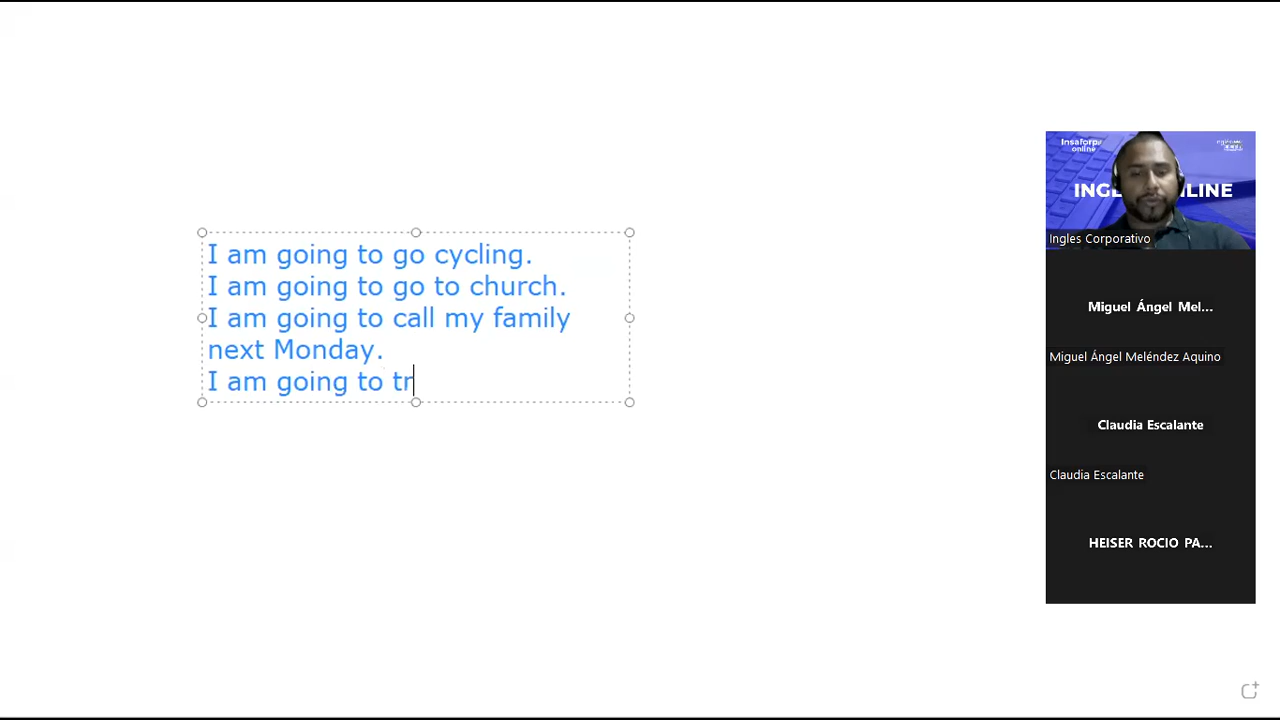 I am going to go cycling.
I am going to go to church.
I am going to call my family
next Monday.
I am going to tr
Insaforp
online
Ingles Corporativo
Miguel Ángel Mel...
Miguel Ángel Meléndez Aquino
Claudia Escalante
Claudia Escalante
HEISER ROCIO PA...